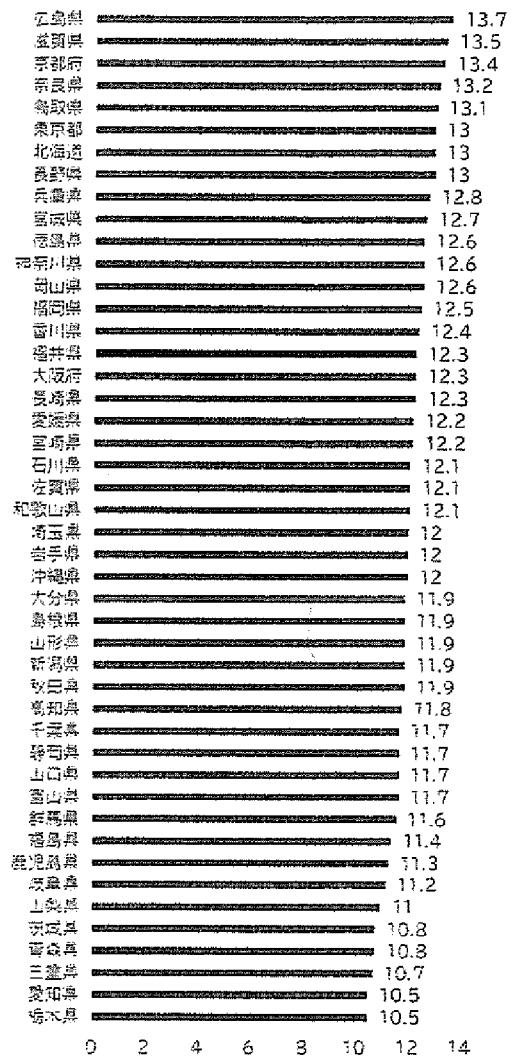 広島県 13.7
滋賀県 13.5
京都府 13.4
奈良県 13.2
鳥取県 13.1
東京都 13
北海道 13
長野県 13
兵庫県 12.8
宮城県 12.7
徳島県 12.6
神奈川県 12.6
岡山県 12.6
福岡県 12.5
香川県 12.4
福井県 12.3
大阪府 12.3
長崎県 12.3
愛媛県 12.2
宮崎県 12.2
石川県 12.1
佐賀県 12.1
和歌山県 12.1
埼玉県 12
岩手県 12
沖縄県 12
大分県 11.9
島根県 11.9
山形県 11.9
新潟県 11.9
秋田県 11.9
高知県 11.8
千葉県 11.7
静岡県 11.7
山口県 11.7
富山県 11.7
群馬県 11.6
福島県 11.4
鹿児島県 11.3
岐阜県 11.2
山梨県 11
茨城県 10.8
青森県 10.8
三重県 10.7
愛知県 10.5
栃木県 10.5
0 2 4 6 8 10 12 14